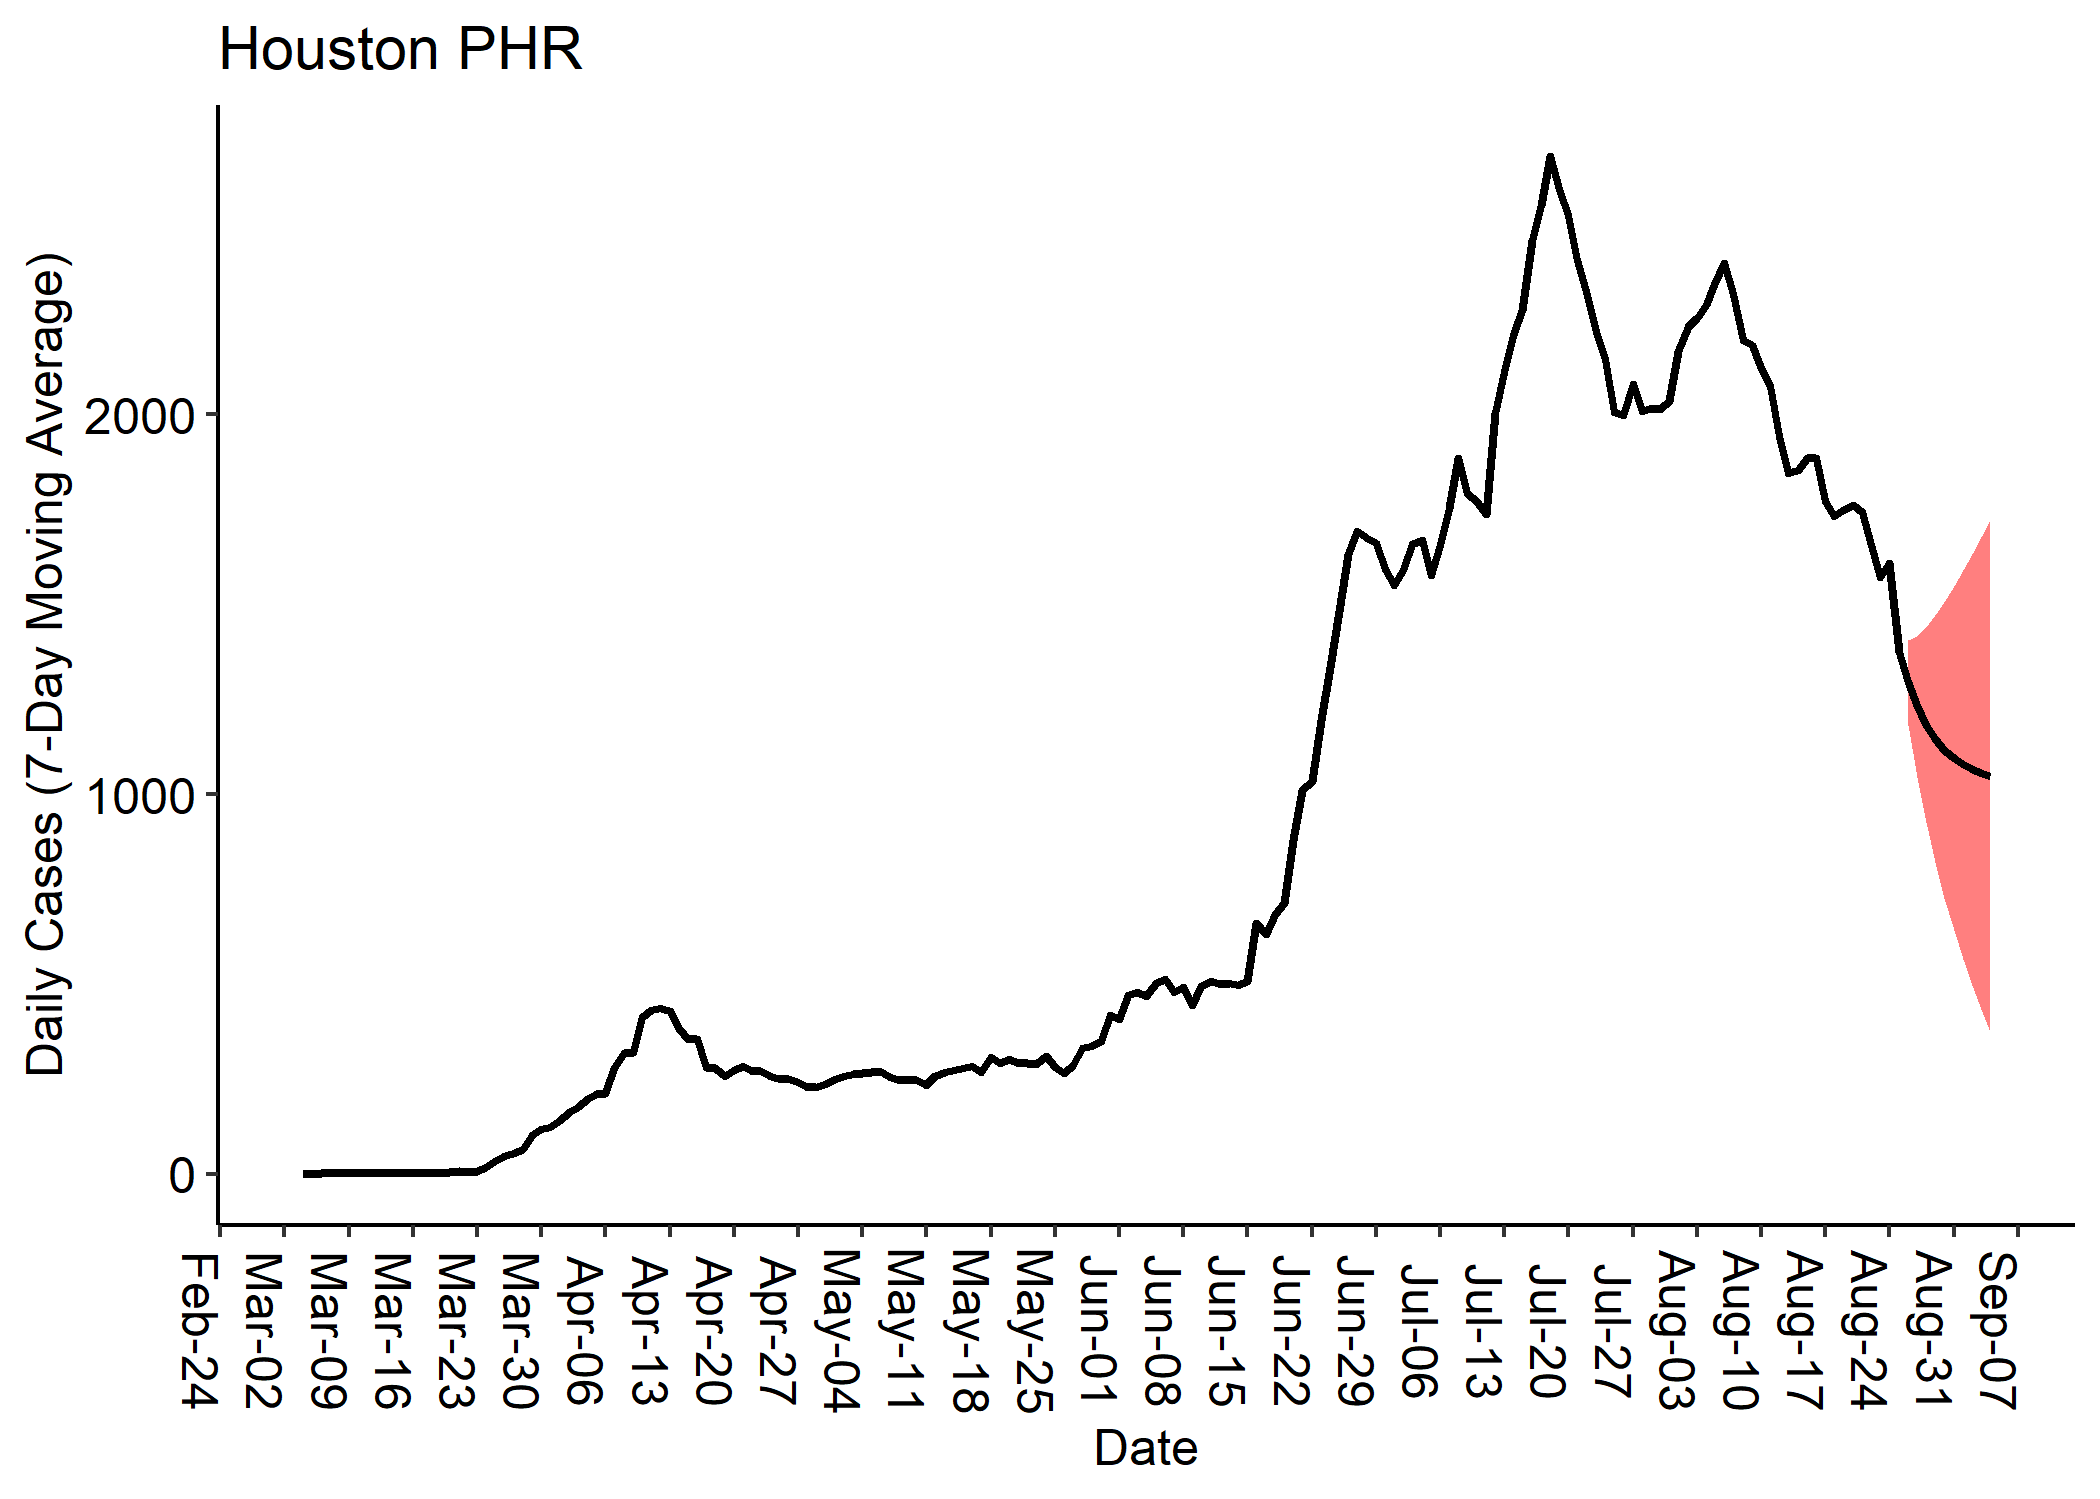 Houston PHR
Daily Cases (7-Day Moving Average)
2000
1000
0
Feb-24
Mar-02
Mar-09
Mar-16
Mar-23
Mar-30
Apr-06
Apr-13
Apr-20
Apr-27
May-04
May-11
May-18
May-25
Jun-01
Jun-08
Jun-15
Jun-22
Jun-29
Jul-06
Jul-13
Jul-20
Jul-27
Aug-03
Aug-10
Aug-17
Aug-24
Aug-31
Sep-07
Date